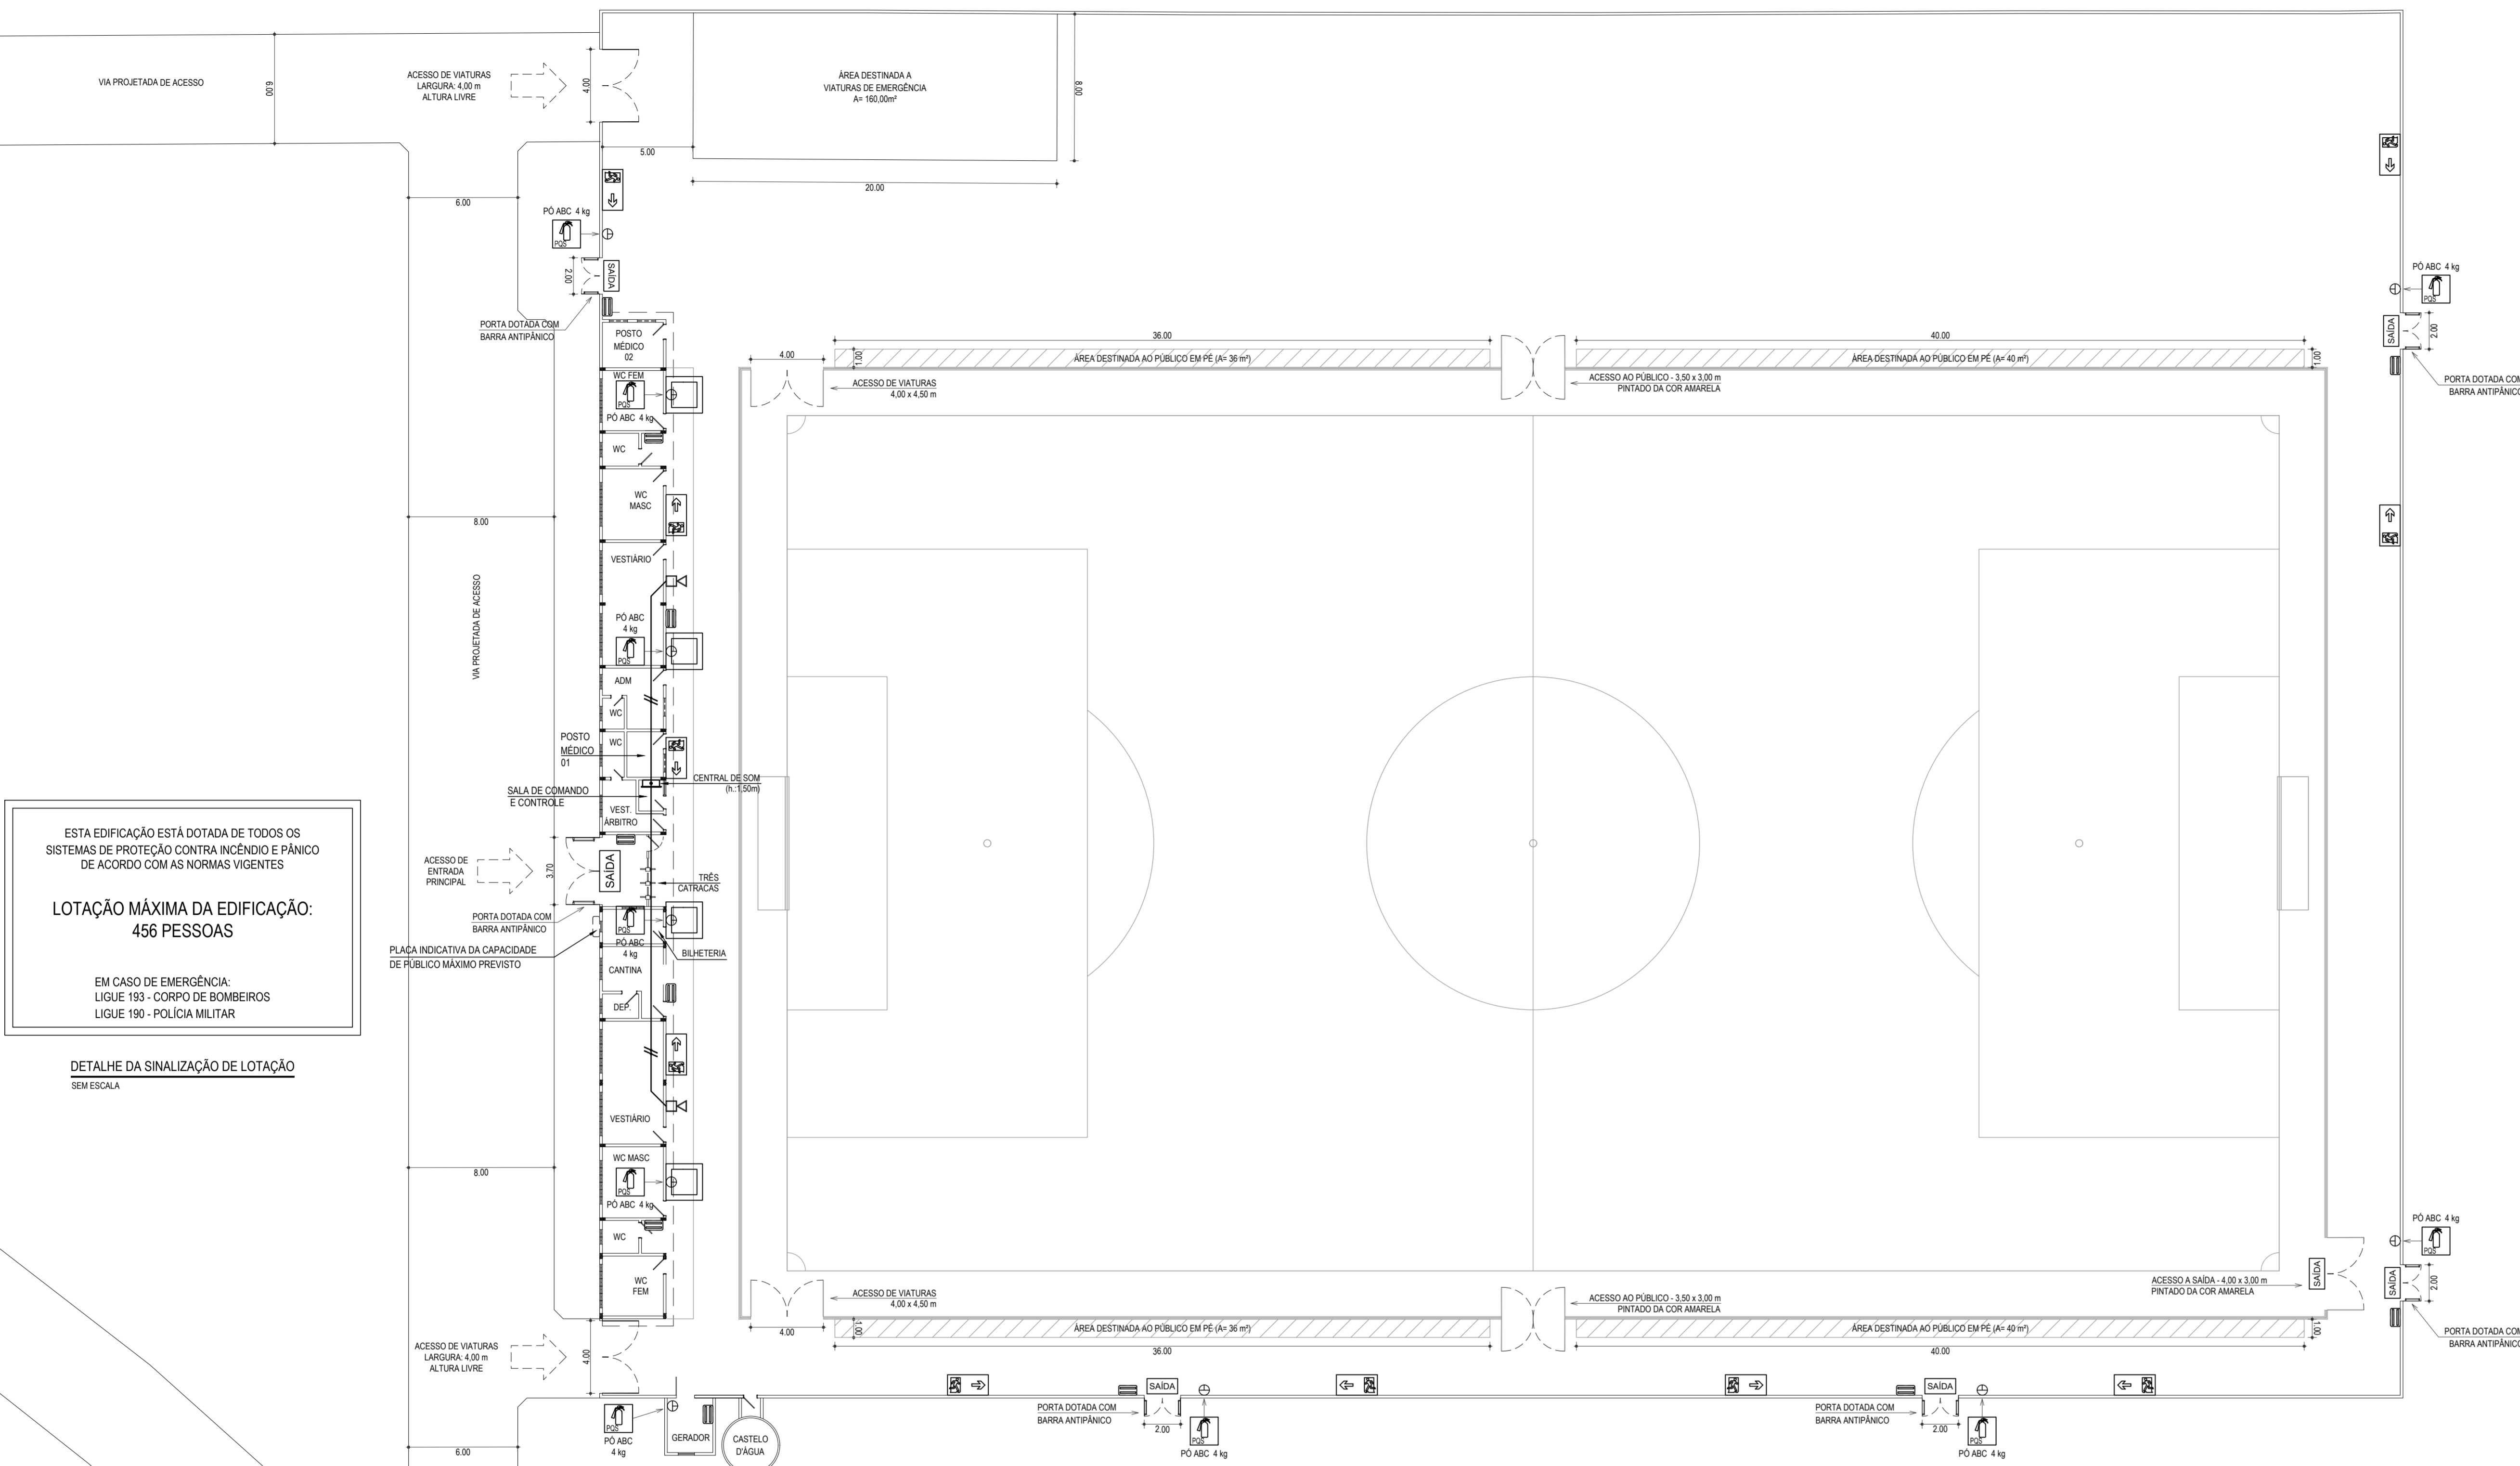 VIA PROJETADA DE ACESSO
6.00
ACESSO DE VIATURAS
LARGURA: 4,00 m
ALTURA LIVRE
4.00
ÁREA DESTINADA A
VIATURAS DE EMERGÊNCIA
A= 160,00m²
8.00
5.00
20.00
6.00
PÓ ABC 4 kg
PQS
2.00
SAÍDA
PORTA DOTADA COM
BARRA ANTIPÂNICO
PÓ ABC 4 kg
PQS
SAÍDA
2.00
PORTA DOTADA COM
BARRA ANTIPÂNICO
POSTO
MÉDICO
02
WC FEM
PQS
PÓ ABC 4 kg
WC
WC
MASC
8.00
VESTIÁRIO
VIA PROJETADA DE ACESSO
PÓ ABC
4 kg
PQS
ADM
WC
WC
POSTO
MÉDICO
01
CENTRAL DE SOM
(h.:1,50m)
SALA DE COMANDO
E CONTROLE
VEST.
ÁRBITRO
4.00
1.00
36.00
ÁREA DESTINADA AO PÚBLICO EM PÉ (A= 36 m²)
40.00
ÁREA DESTINADA AO PÚBLICO EM PÉ (A= 40 m²)
1.00
ACESSO DE VIATURAS
4,00 x 4,50 m
ACESSO AO PÚBLICO - 3,50 x 3,00 m
PINTADO DA COR AMARELA
ESTA EDIFICAÇÃO ESTÁ DOTADA DE TODOS OS
SISTEMAS DE PROTEÇÃO CONTRA INCÊNDIO E PÂNICO
DE ACORDO COM AS NORMAS VIGENTES
LOTAÇÃO MÁXIMA DA EDIFICAÇÃO:
456 PESSOAS
EM CASO DE EMERGÊNCIA:
LIGUE 193 - CORPO DE BOMBEIROS
LIGUE 190 - POLÍCIA MILITAR
DETALHE DA SINALIZAÇÃO DE LOTAÇÃO
SEM ESCALA
ACESSO DE
ENTRADA
PRINCIPAL
3.70
SAÍDA
TRÊS
CATRACAS
PORTA DOTADA COM
BARRA ANTIPÂNICO
PLACA INDICATIVA DA CAPACIDADE
DE PÚBLICO MÁXIMO PREVISTO
PQS
PÓ ABC
4 kg
BILHETERIA
CANTINA
DEP.
VESTIÁRIO
8.00
WC MASC
PQS
PÓ ABC 4 kg
WC
WC
FEM
ACESSO DE VIATURAS
LARGURA: 4,00 m
ALTURA LIVRE
4.00
6.00
ACESSO DE VIATURAS
4,00 x 4,50 m
4.00
1.00
ÁREA DESTINADA AO PÚBLICO EM PÉ (A= 36 m²)
36.00
ACESSO AO PÚBLICO - 3,50 x 3,00 m
PINTADO DA COR AMARELA
ÁREA DESTINADA AO PÚBLICO EM PÉ (A= 40 m²)
40.00
1.00
ACESSO A SAÍDA - 4,00 x 3,00 m
PINTADO DA COR AMARELA
SAÍDA
PÓ ABC 4 kg
PQS
SAÍDA
2.00
PORTA DOTADA COM
BARRA ANTIPÂNICO
PQS
PÓ ABC
4 kg
GERADOR
CASTELO
D'ÁGUA
PORTA DOTADA COM
BARRA ANTIPÂNICO
SAÍDA
2.00
PQS
PÓ ABC 4 kg
PORTA DOTADA COM
BARRA ANTIPÂNICO
SAÍDA
2.00
PQS
PÓ ABC 4 kg